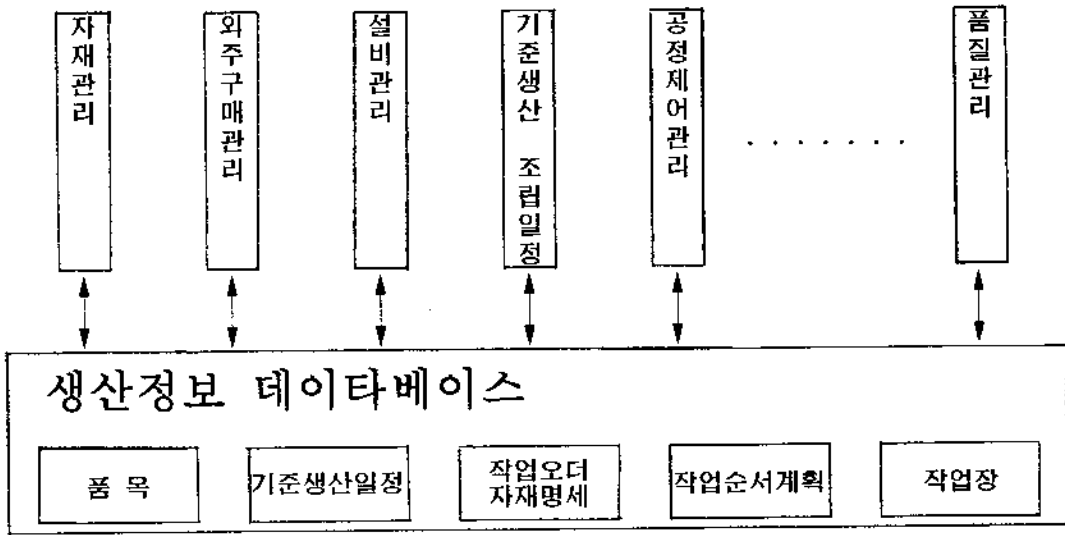 자재관리
외주구매관리
설비관리
기준생산 조립일정
공정제어관리
. . . . . . .
품질관리
생산정보 데이타베이스
품 목
기준생산일정
작업오더
자재명세
작업순서계획
작업장